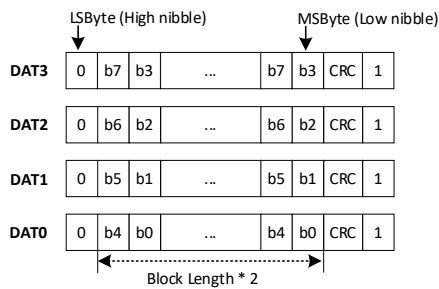 LSByte (High nibble) MSByte (Low nibble)
DAT3 0 b7 b3 ... b7 b3 CRC 1
DAT2 0 b6 b2 ... b6 b2 CRC 1
DAT1 0 b5 b1 ... b5 b1 CRC 1
DAT0 0 b4 b0 ... b4 b0 CRC 1
Block Length * 2